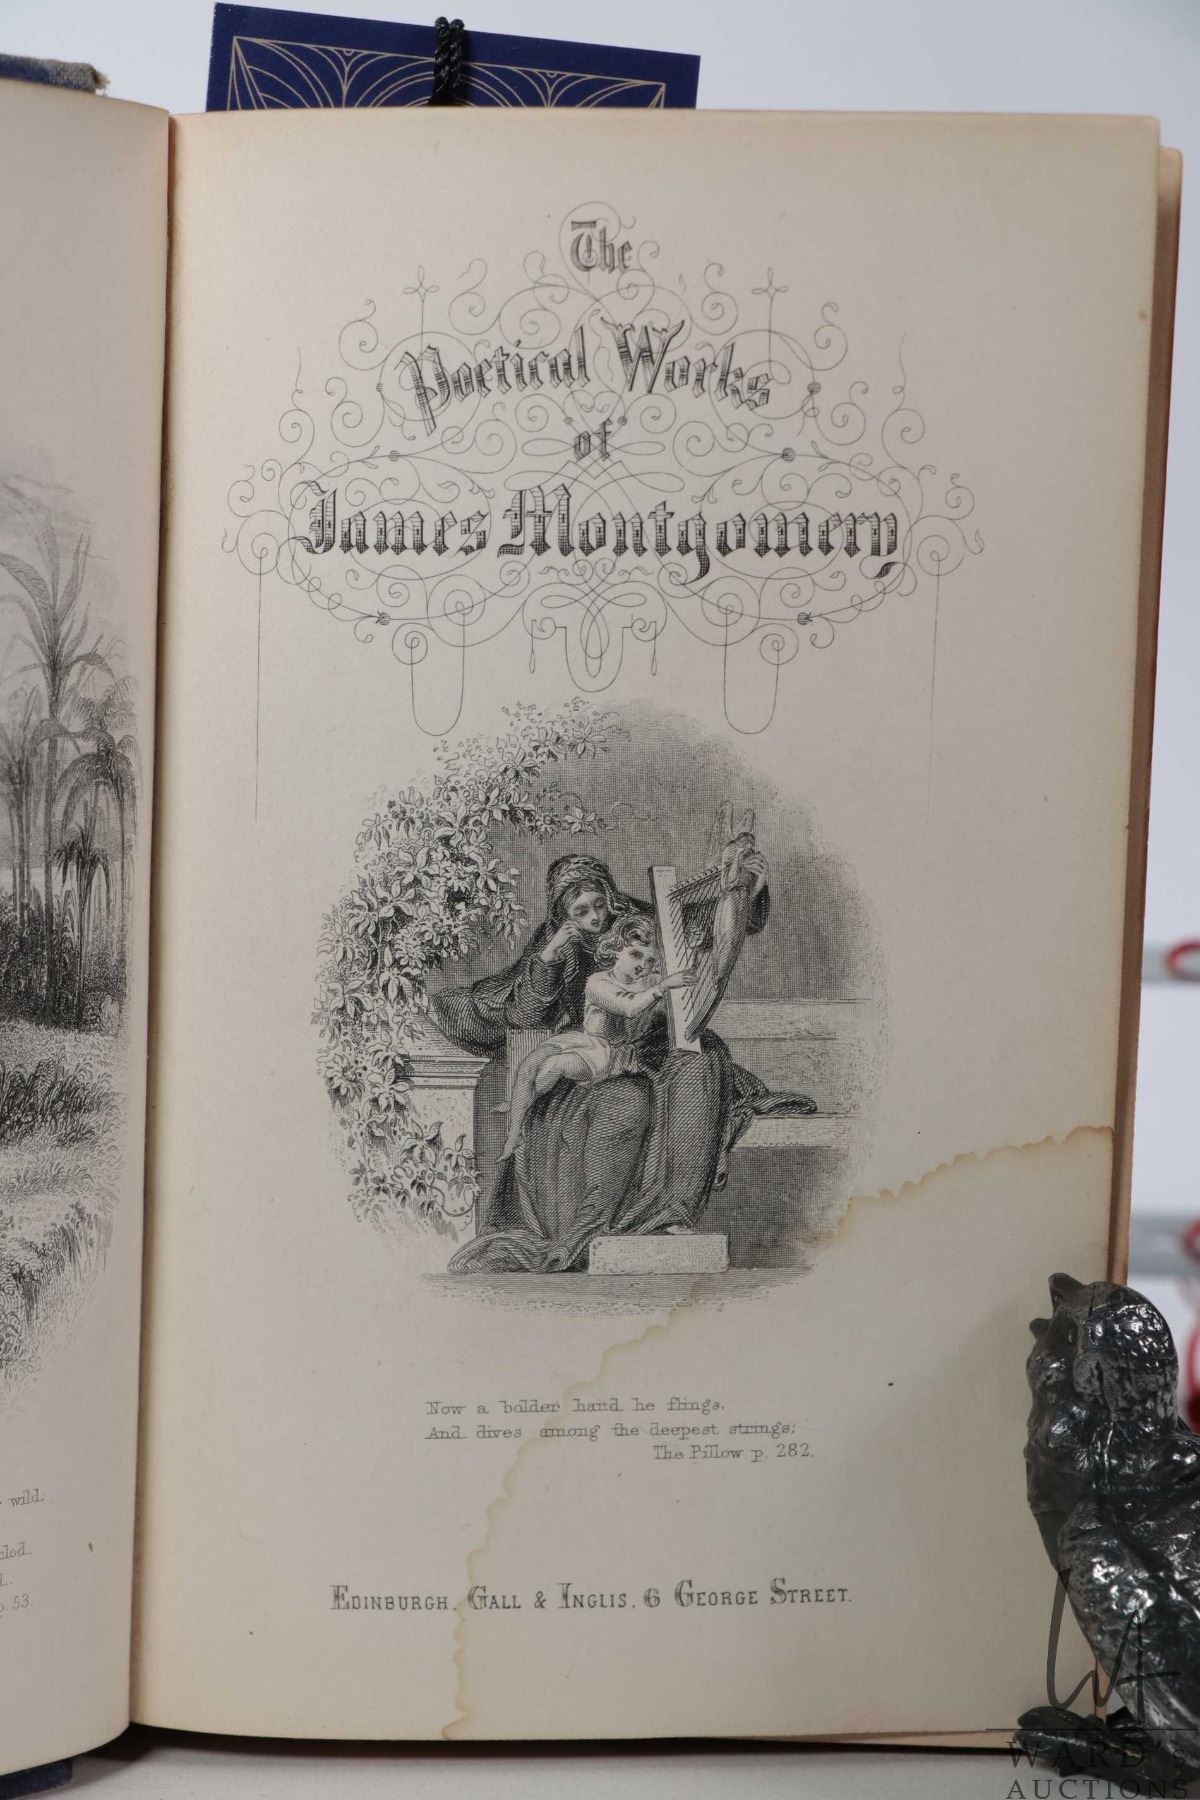 wild.
clod.
p. 53.
The
Poetical Works
of
James Montgomery
Now a bolder hand he flings,
And dives among the deepest strings;
The Pillow p. 282.
EDINBURGH, GALL & INGLIS, 6 GEORGE STREET.
WARD'S
AUCTIONS